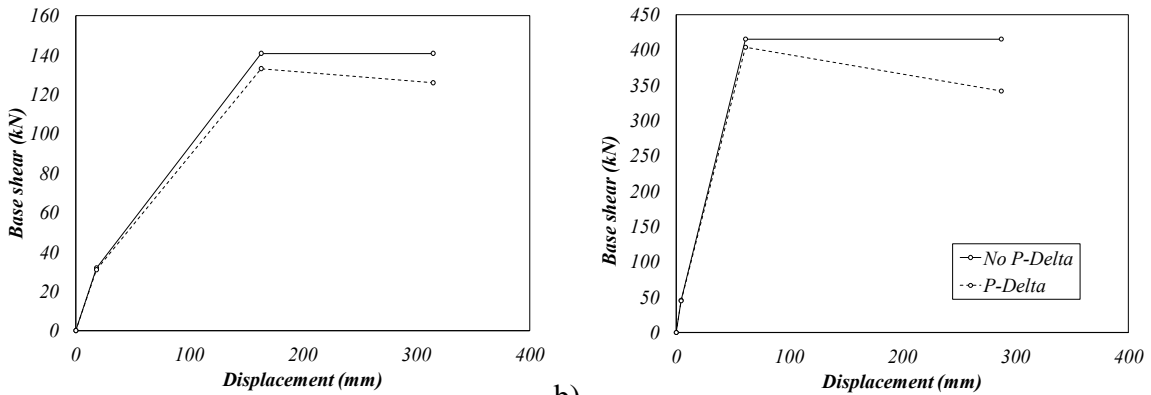 160
140
120
100
80
60
40
20
0
Base shear (kN)
0 100 200 300 400
Displacement (mm)
450
400
350
300
250
200
150
100
50
0
Base shear (kN)
No P-Delta
P-Delta
0 100 200 300 400
Displacement (mm)
b)